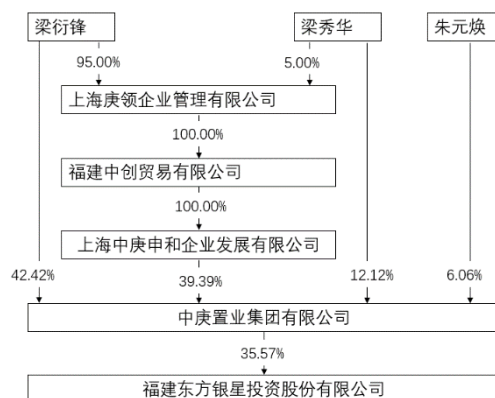 梁衍锋 梁秀华 朱元焕
95.00% 5.00%
上海庚领企业管理有限公司
100.00%
福建中创贸易有限公司
100.00%
上海中庚申和企业发展有限公司
42.42% 39.39% 12.12% 6.06%
中庚置业集团有限公司
35.57%
福建东方银星投资股份有限公司